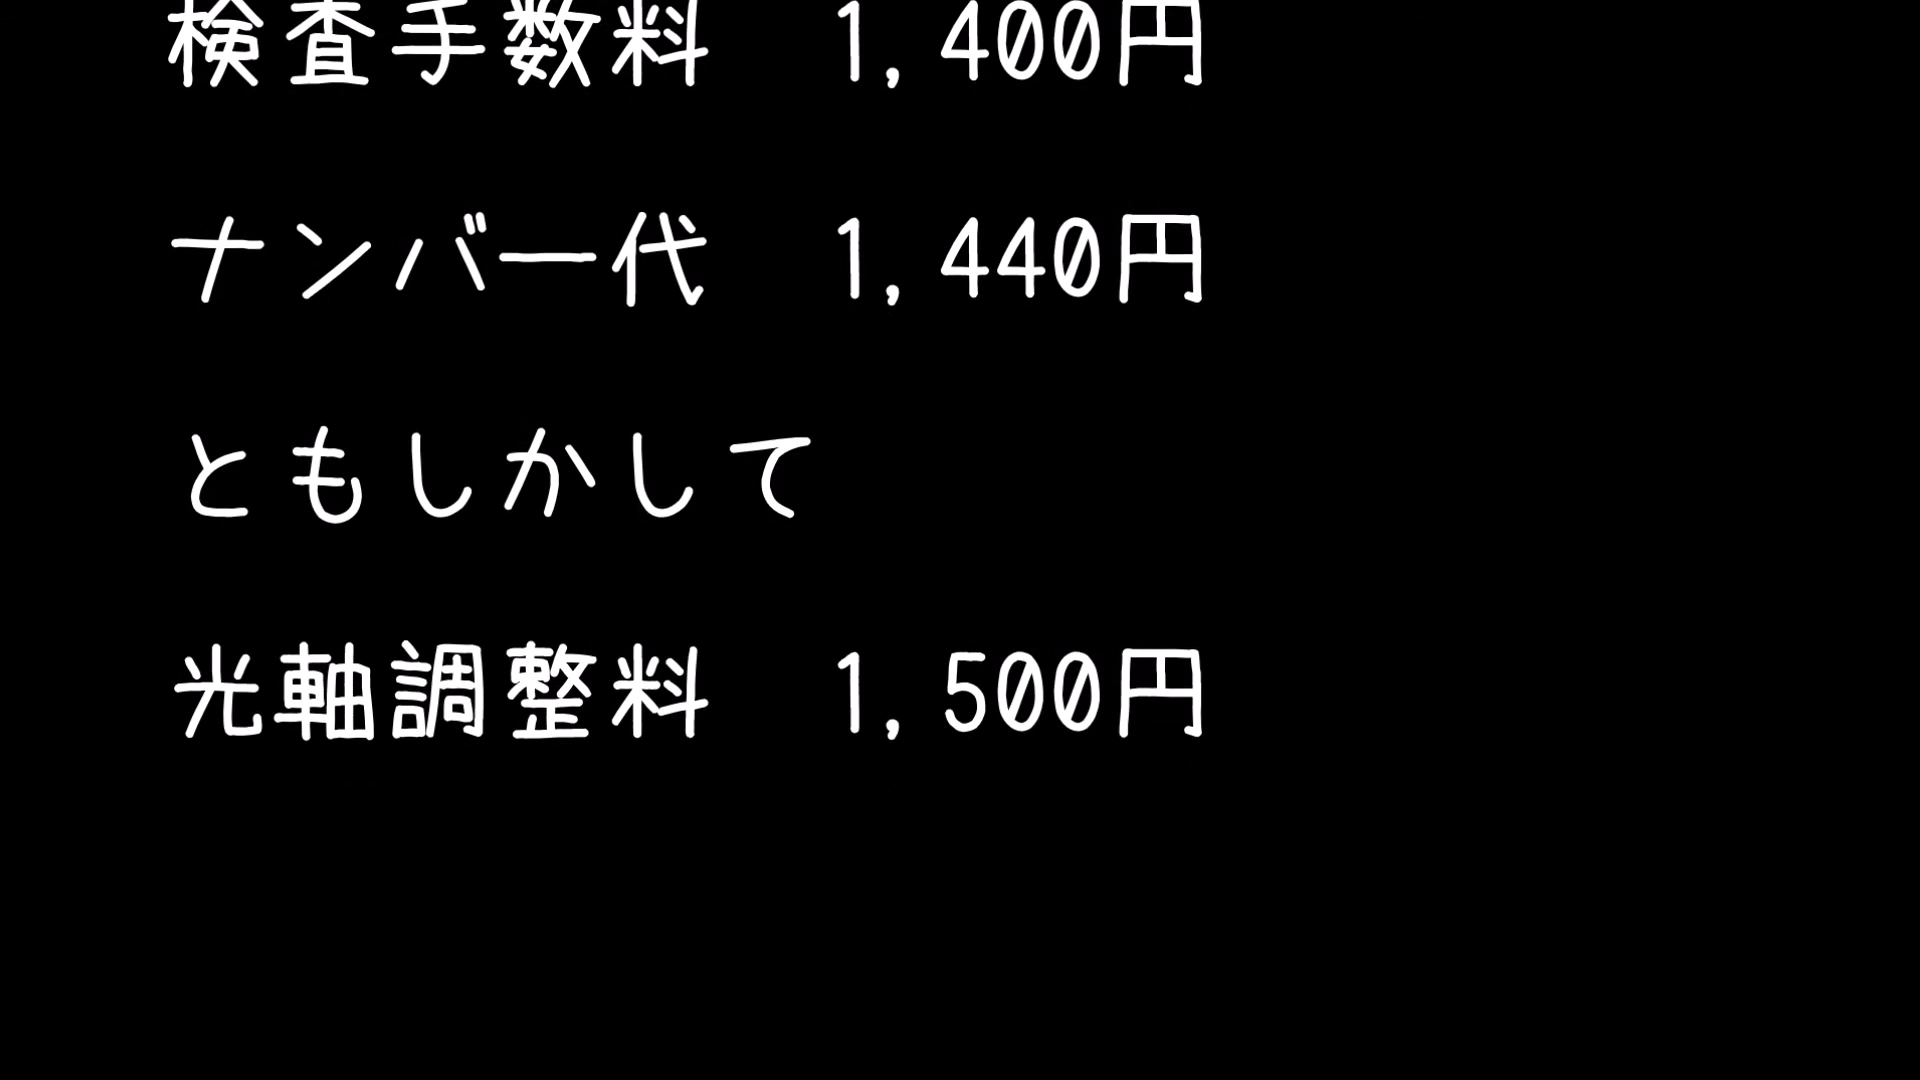 検査手数料　1,400円
ナンバー代　1,440円
ともしかして
光軸調整料　1,500円